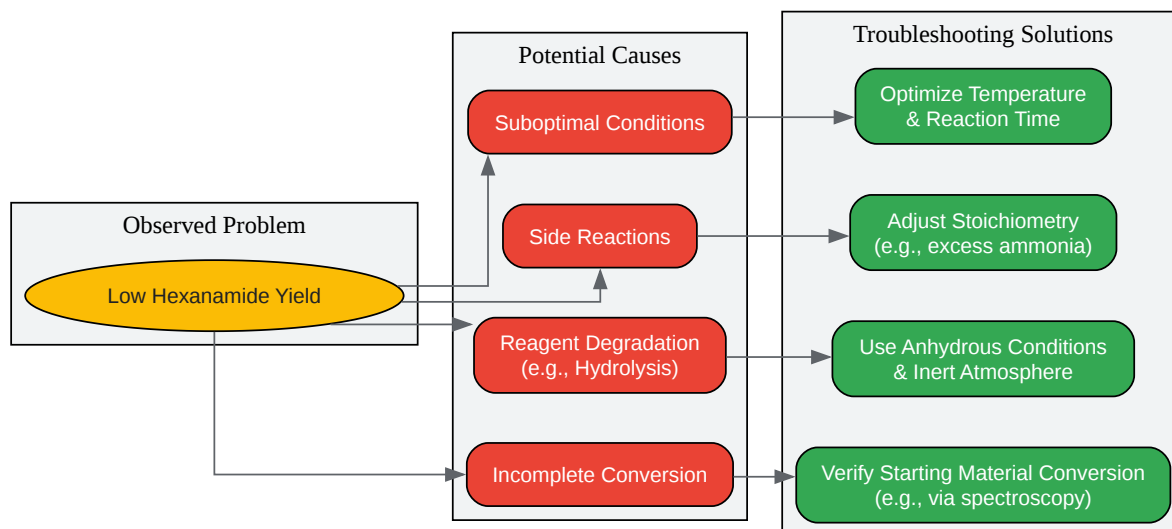 Observed Problem
Low Hexanamide Yield
Potential Causes
Suboptimal Conditions
Side Reactions
Reagent Degradation
(e.g., Hydrolysis)
Incomplete Conversion
Troubleshooting Solutions
Optimize Temperature
& Reaction Time
Adjust Stoichiometry
(e.g., excess ammonia)
Use Anhydrous Conditions
& Inert Atmosphere
Verify Starting Material Conversion
(e.g., via spectroscopy)